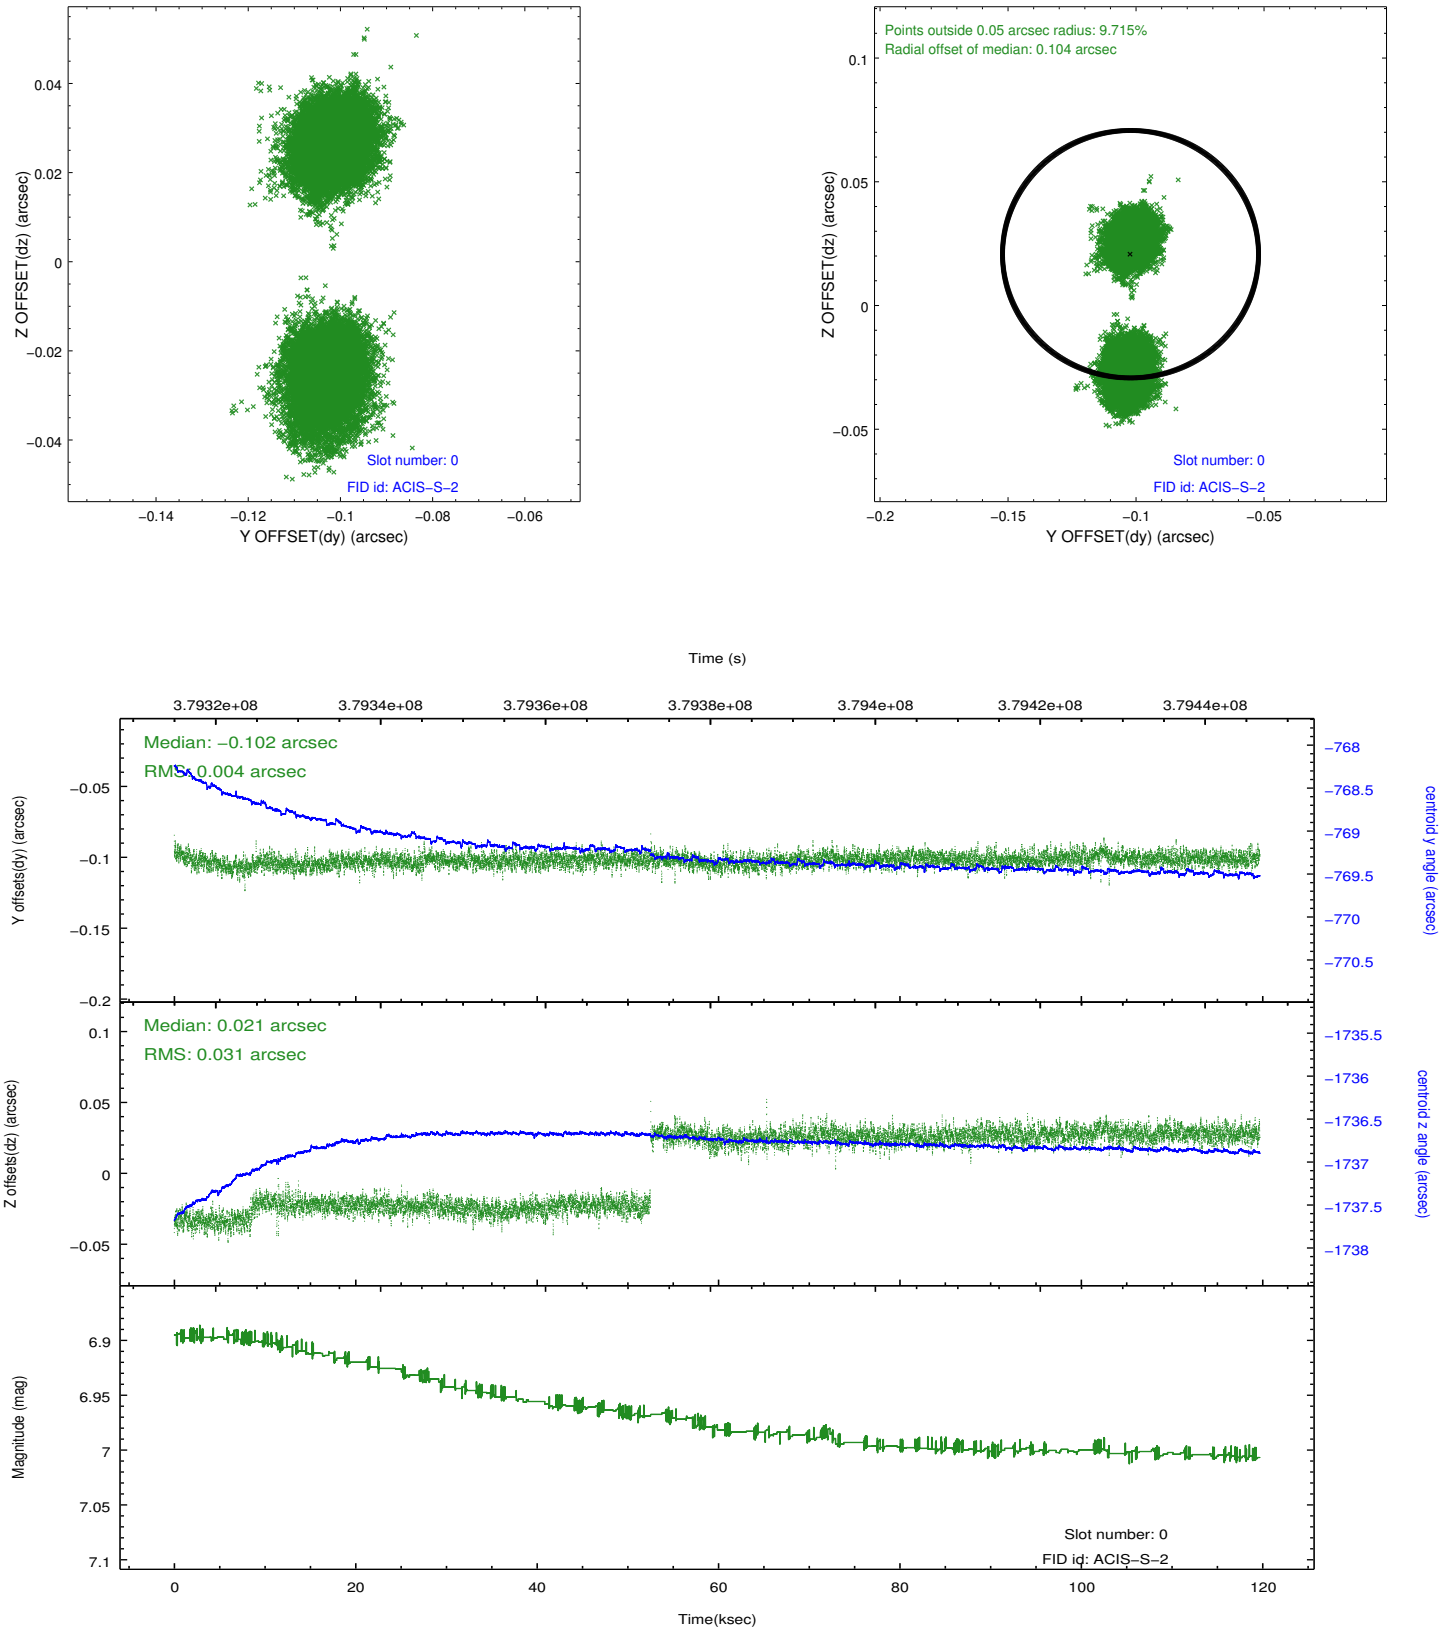 0.04
0.02
0
−0.02
−0.04
Z OFFSET(dz) (arcsec)
Slot number: 0
FID id: ACIS−S−2
−0.14 −0.12 −0.1 −0.08 −0.06
Y OFFSET(dy) (arcsec)
Points outside 0.05 arcsec radius: 9.715%
Radial offset of median: 0.104 arcsec
0.1
0.05
0
−0.05
Z OFFSET(dz) (arcsec)
Slot number: 0
FID id: ACIS−S−2
−0.2 −0.15 −0.1 −0.05
Y OFFSET(dy) (arcsec)
Time (s)
3.7932e+08 3.7934e+08 3.7936e+08 3.7938e+08 3.794e+08 3.7942e+08 3.7944e+08
Median: −0.102 arcsec
RMS: 0.004 arcsec
−0.05
−0.1
−0.15
−0.2
Y offsets(dy) (arcsec)
−768
−768.5
−769
−769.5
−770
−770.5
centroid y angle (arcsec)
Median: 0.021 arcsec
RMS: 0.031 arcsec
0.1
0.05
0
−0.05
Z offsets(dz) (arcsec)
−1735.5
−1736
−1736.5
−1737
−1737.5
−1738
centroid z angle (arcsec)
6.9
6.95
7
7.05
7.1
Magnitude (mag)
Slot number: 0
FID id: ACIS−S−2
0 20 40 60 80 100 120
Time(ksec)